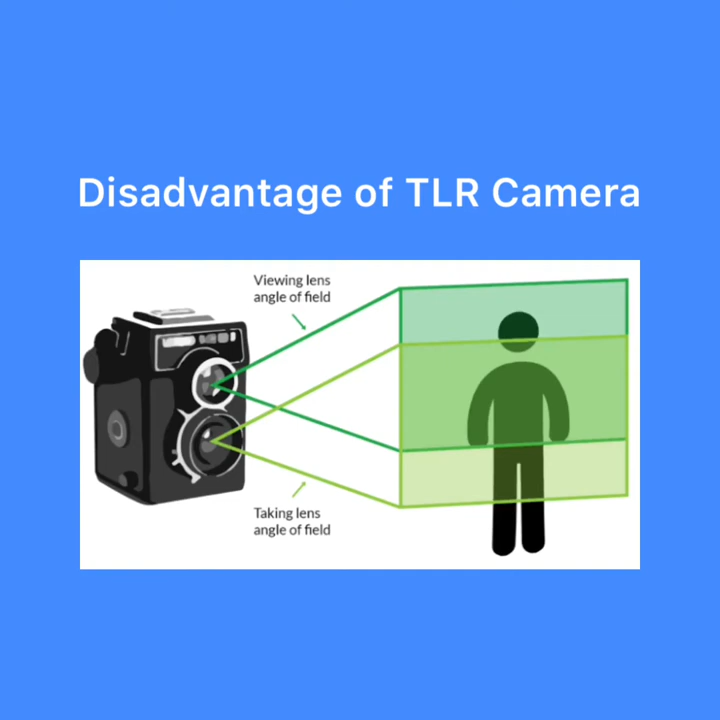 Disadvantage of TLR Camera
Viewing lens
angle of field
Taking lens
angle of field